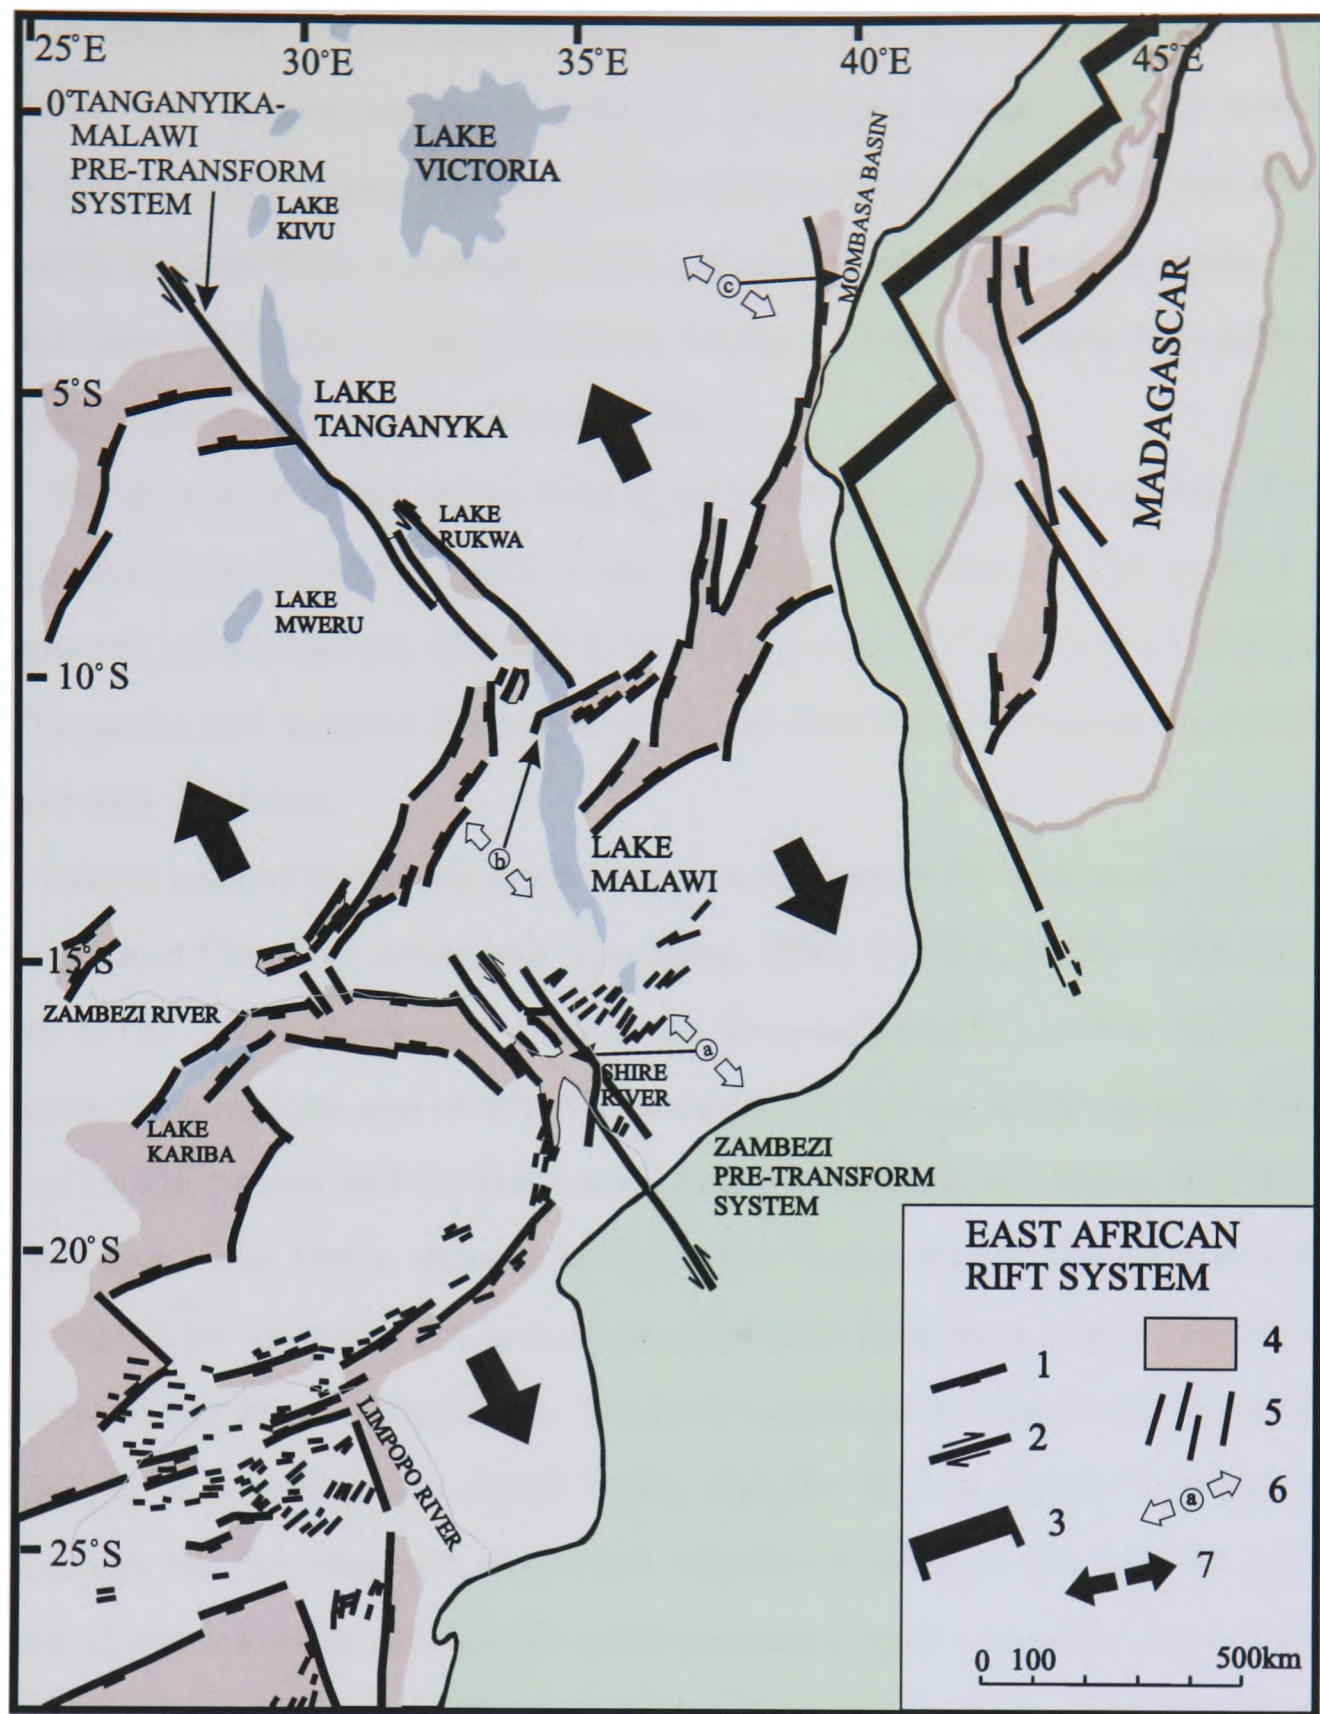 25°E
30°E
35°E
40°E
45°E
0°
TANGANYIKA-
MALAWI
PRE-TRANSFORM
SYSTEM
LAKE
VICTORIA
LAKE
KIVU
MOMBASA BASIN
c
MADAGASCAR
5°S
LAKE
TANGANYKA
LAKE
RUKWA
LAKE
MWERU
10°S
b
LAKE
MALAWI
15°S
ZAMBEZI RIVER
a
SHIRE
RIVER
LAKE
KARIBA
ZAMBEZI
PRE-TRANSFORM
SYSTEM
20°S
LIMPOPO RIVER
25°S
EAST AFRICAN
RIFT SYSTEM
1
2
3
4
5
a
6
7
0 100 500km